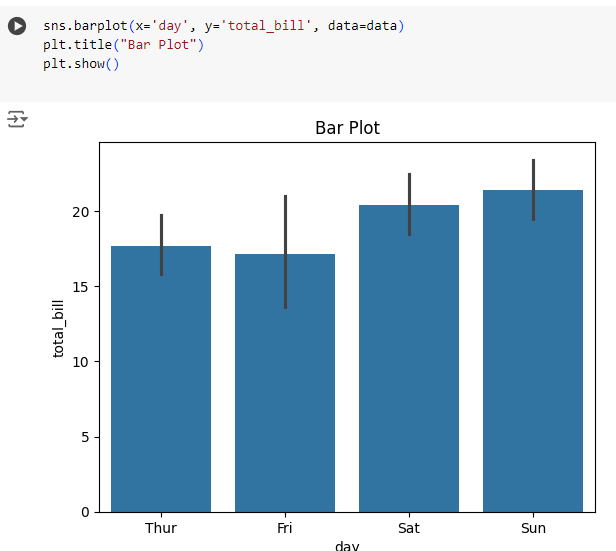 sns.barplot(x='day', y='total_bill', data=data)
plt.title("Bar Plot")
plt.show()
Bar Plot
total_bill
20
15
10
5
0
Thur Fri Sat Sun
day